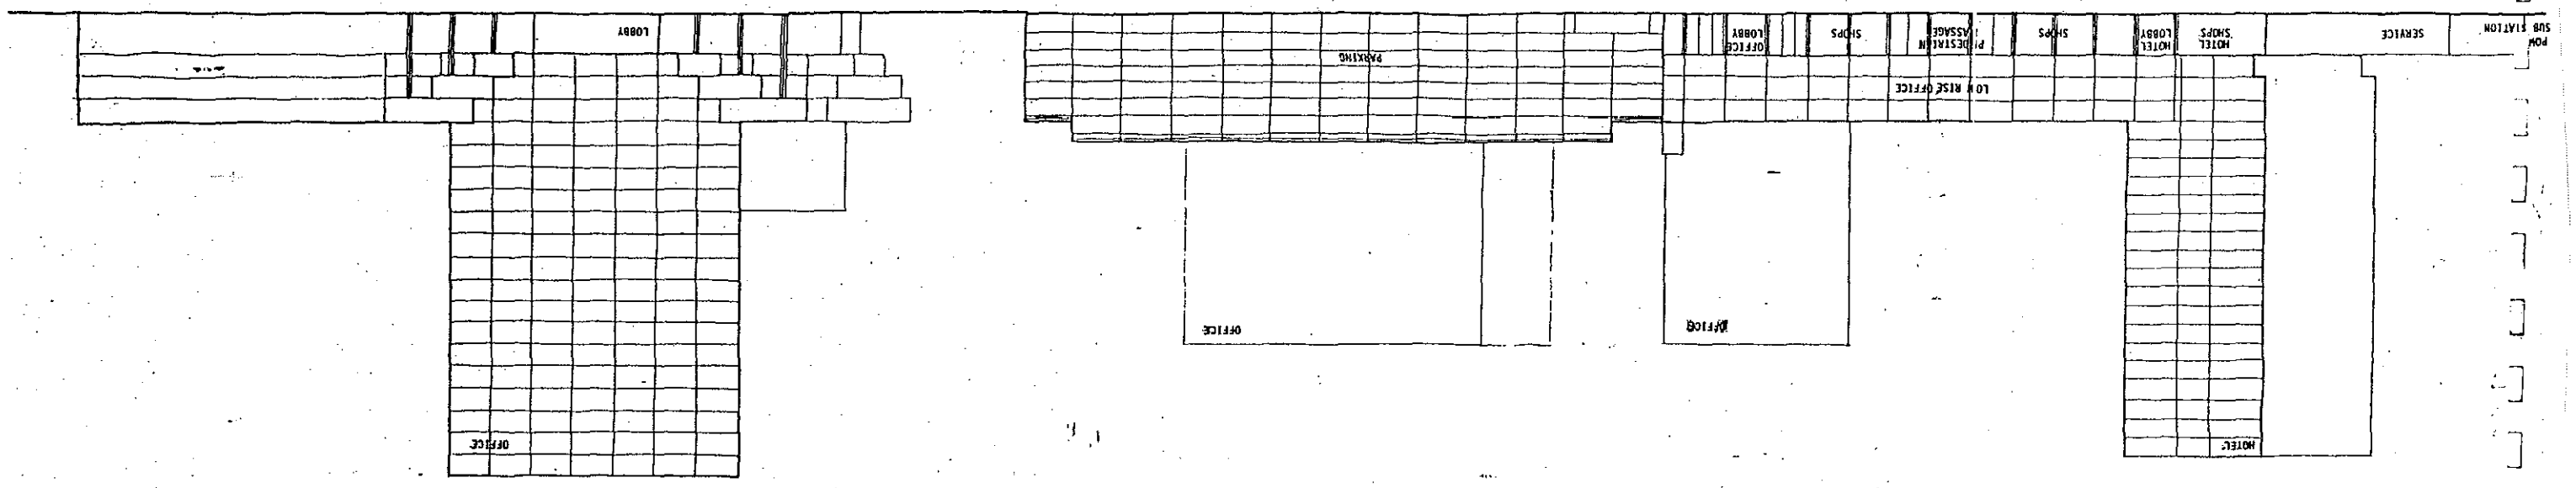 HOTEL
OFFICE
OFFICE
OFFICE
LOW RISE OFFICE
PARKING
POW
SUB STATION
SERVICE
HOTEL
SHOPS
HOTEL
LOBBY
SHOPS
PEDESTRIAN
PASSAGE
SHOPS
OFFICE
LOBBY
LOBBY